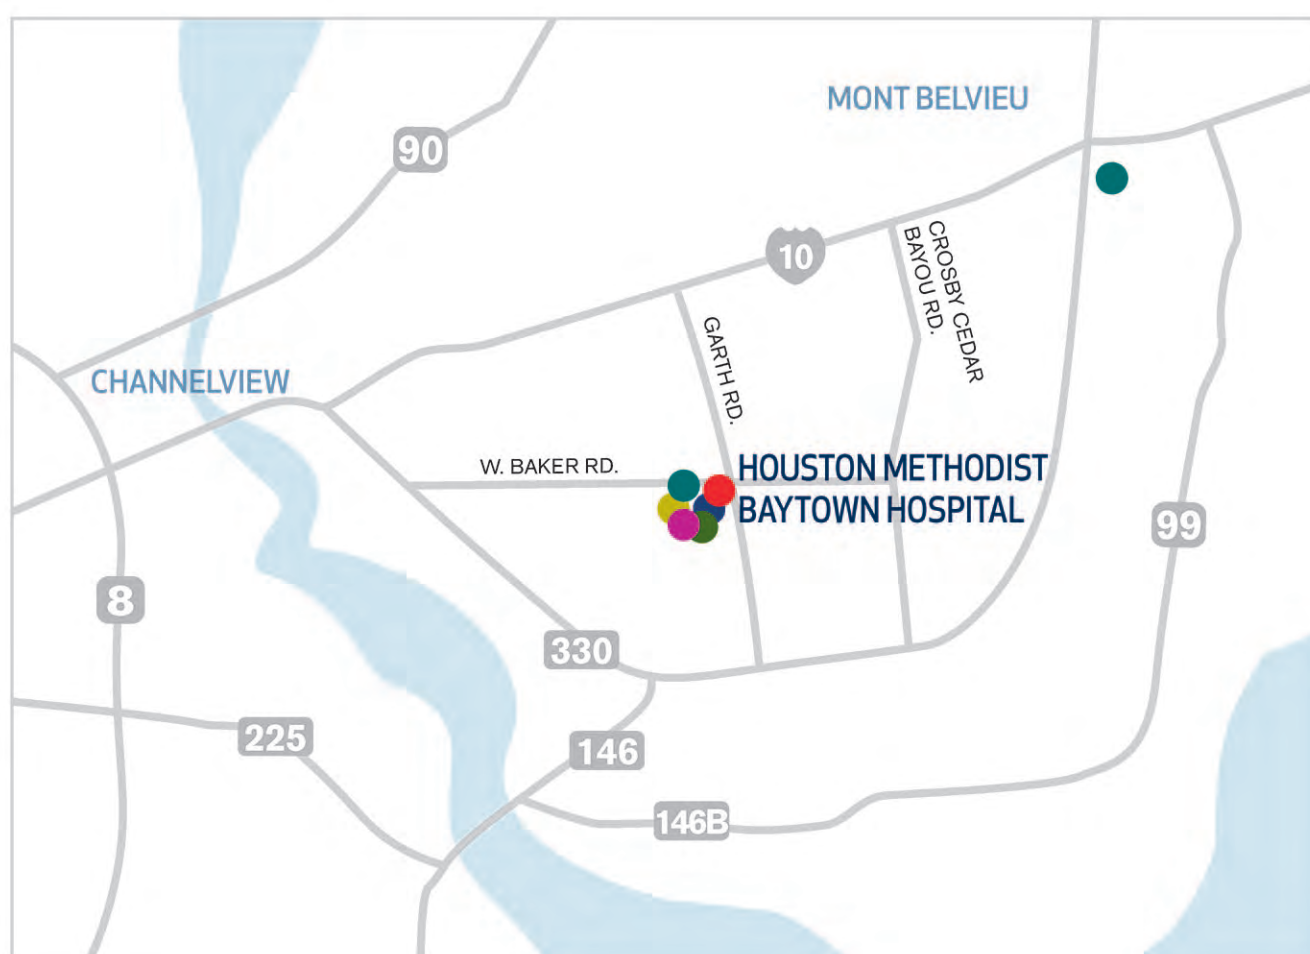 MONT BELVIEU
90
10
CROSBY CEDAR
BAYOU RD.
GARTH RD.
CHANNELVIEW
W. BAKER RD.
HOUSTON METHODIST
BAYTOWN HOSPITAL
99
8
330
225
146
146B